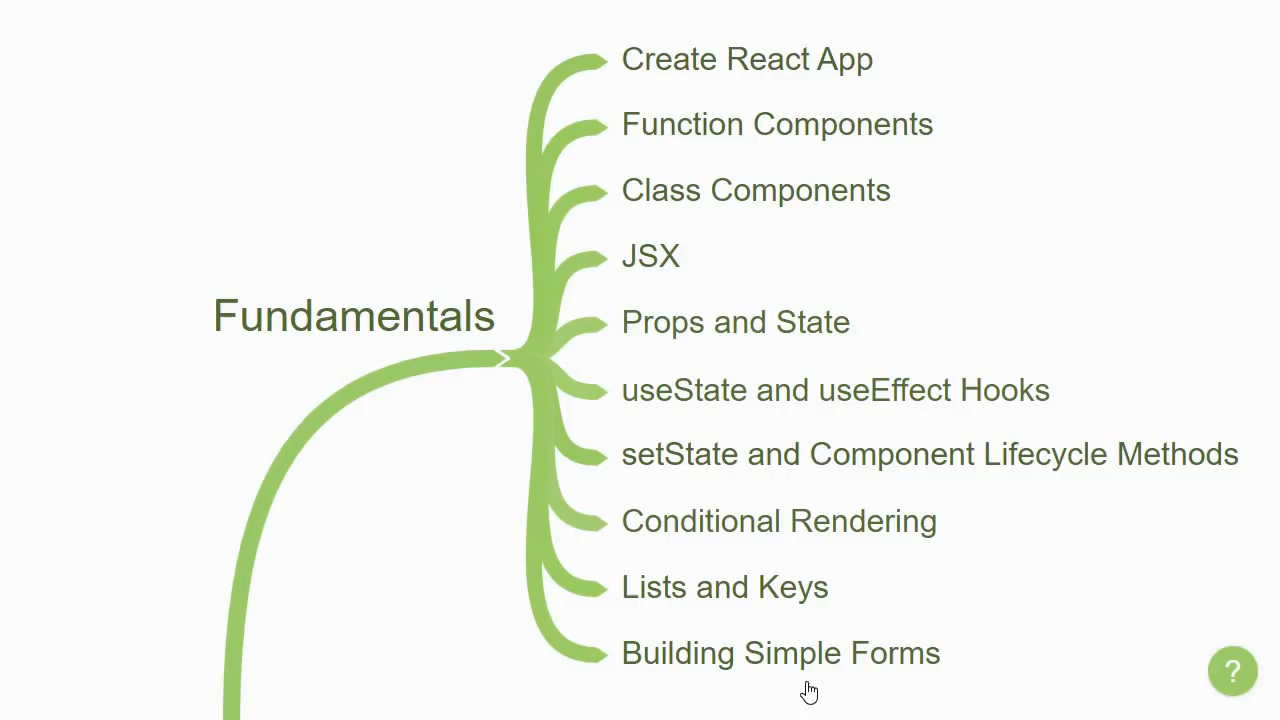 Create React App
Function Components
Class Components
JSX
Fundamentals
Props and State
useState and useEffect Hooks
setState and Component Lifecycle Methods
Conditional Rendering
Lists and Keys
Building Simple Forms
?